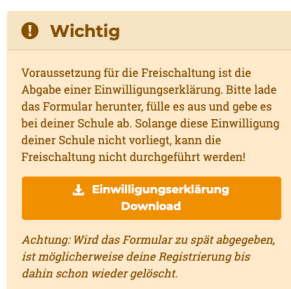 Wichtig
Voraussetzung für die Freischaltung ist die
Abgabe einer Einwilligungserklärung. Bitte lade
das Formular herunter, fülle es aus und gebe es
bei deiner Schule ab. Solange diese Einwilligung
deiner Schule nicht vorliegt, kann die
Freischaltung nicht durchgeführt werden!
Einwilligungserklärung
Download
Achtung: Wird das Formular zu spät abgegeben,
ist möglicherweise deine Registrierung bis
dahin schon wieder gelöscht.